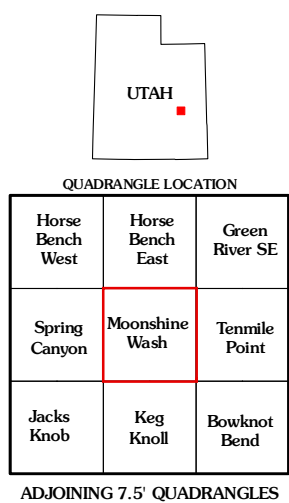 UTAH
QUADRANGLE LOCATION
Horse
Bench
West
Horse
Bench
East
Green
River SE
Spring
Canyon
Moonshine
Wash
Tenmile
Point
Jacks
Knob
Keg
Knoll
Bowknot
Bend
ADJOINING 7.5' QUADRANGLES